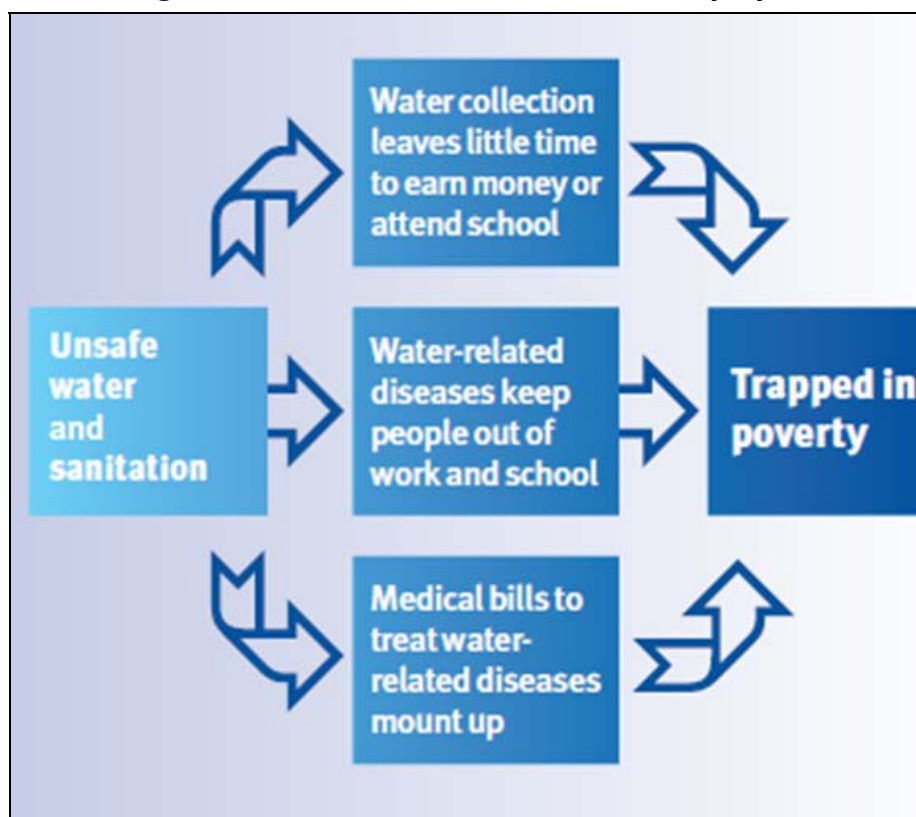 Water collection
leaves little time
to earn money or
attend school
Unsafe
water
and
sanitation
Water-related
diseases keep
people out of
work and school
Trapped in
poverty
Medical bills to
treat water-
related diseases
mount up